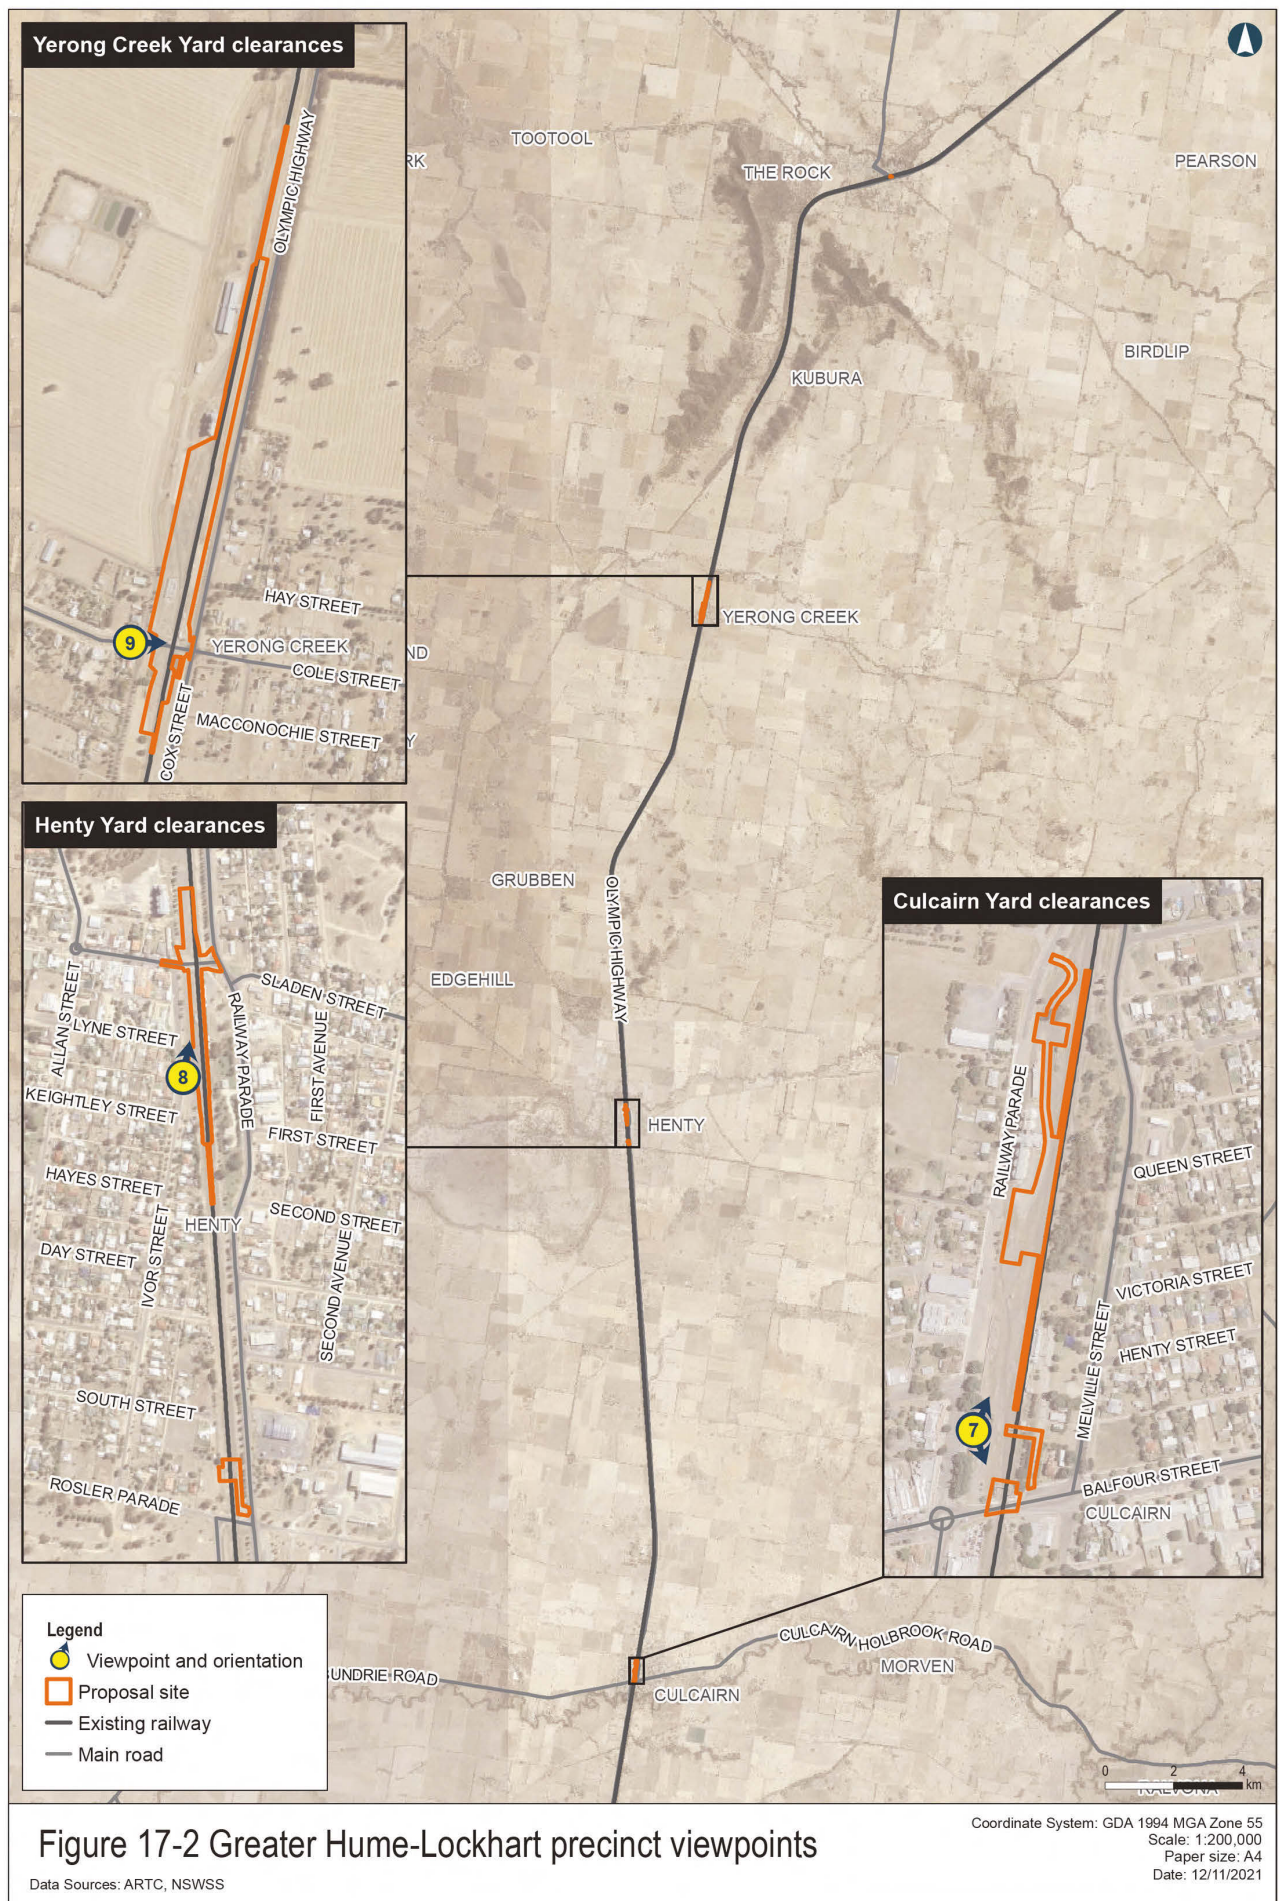 Yerong Creek Yard clearances
OLYMPIC HIGHWAY
HAY STREET
YERONG CREEK
COLE STREET
MACCONOCHIE STREET
COX STREET
9
RK
TOOTOOL
THE ROCK
PEARSON
BIRDLIP
KUBURA
YERONG CREEK
ND
Y
Henty Yard clearances
SLADEN STREET
ALLAN STREET
LYNE STREET
RAILWAY PARADE
FIRST AVENUE
8
KEIGHTLEY STREET
FIRST STREET
HAYES STREET
SECOND STREET
HENTY
IVOR STREET
DAY STREET
SECOND AVENUE
SOUTH STREET
ROSLER PARADE
GRUBBEN
OLYMPIC HIGHWAY
EDGEHILL
HENTY
Culcairn Yard clearances
RAILWAY PARADE
QUEEN STREET
VICTORIA STREET
HENTY STREET
MELVILLE STREET
7
BALFOUR STREET
CULCAIRN
Legend
Viewpoint and orientation
Proposal site
Existing railway
Main road
UNDRIE ROAD
CULCAIRN HOLBROOK ROAD
MORVEN
CULCAIRN
0 2 4
km
Figure 17-2 Greater Hume-Lockhart precinct viewpoints
Data Sources: ARTC, NSWSS
Coordinate System: GDA 1994 MGA Zone 55
Scale: 1:200,000
Paper size: A4
Date: 12/11/2021